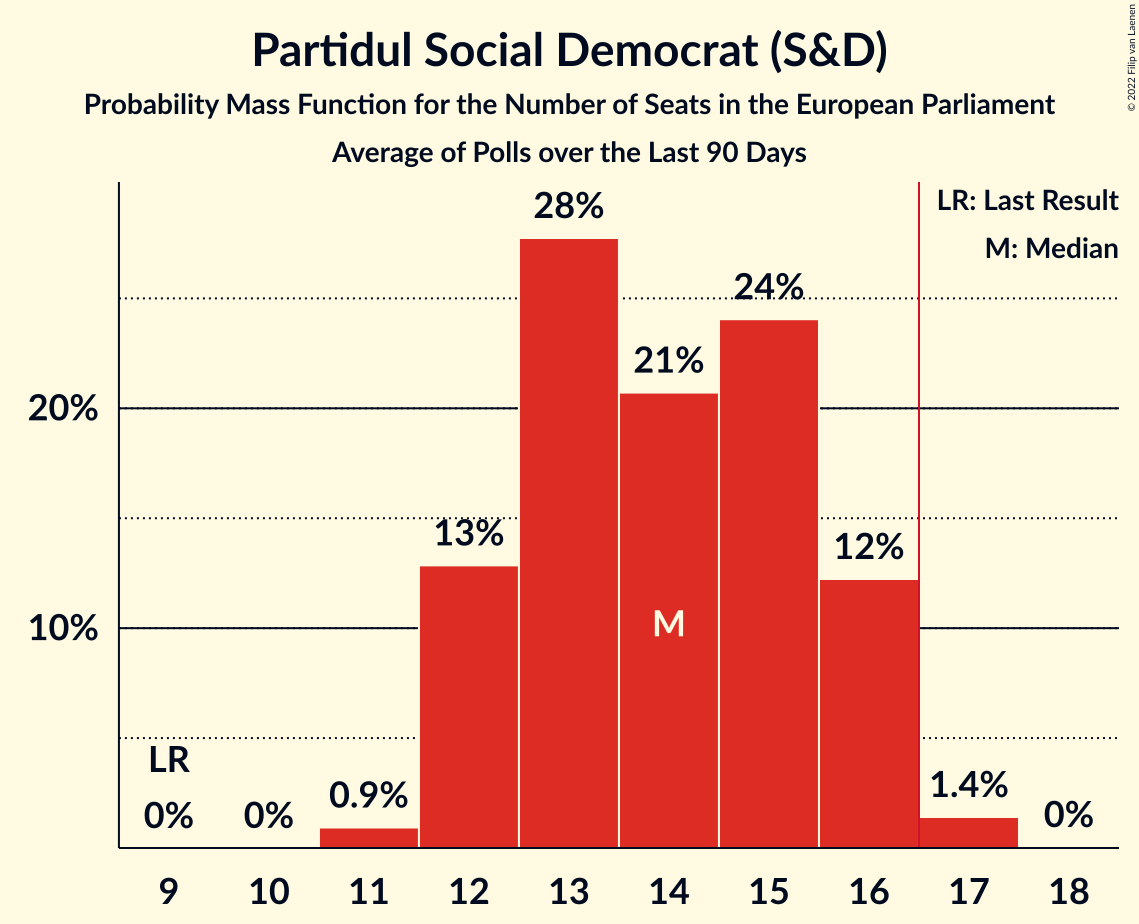 Partidul Social Democrat (S&D)
Probability Mass Function for the Number of Seats in the European Parliament
Average of Polls over the Last 90 Days
© 2022 Filip van Laenen
LR: Last Result
M: Median
28%
24%
21%
20%
13%
12%
10%
M
LR
0%
0%
0.9%
1.4%
0%
9 10 11 12 13 14 15 16 17 18